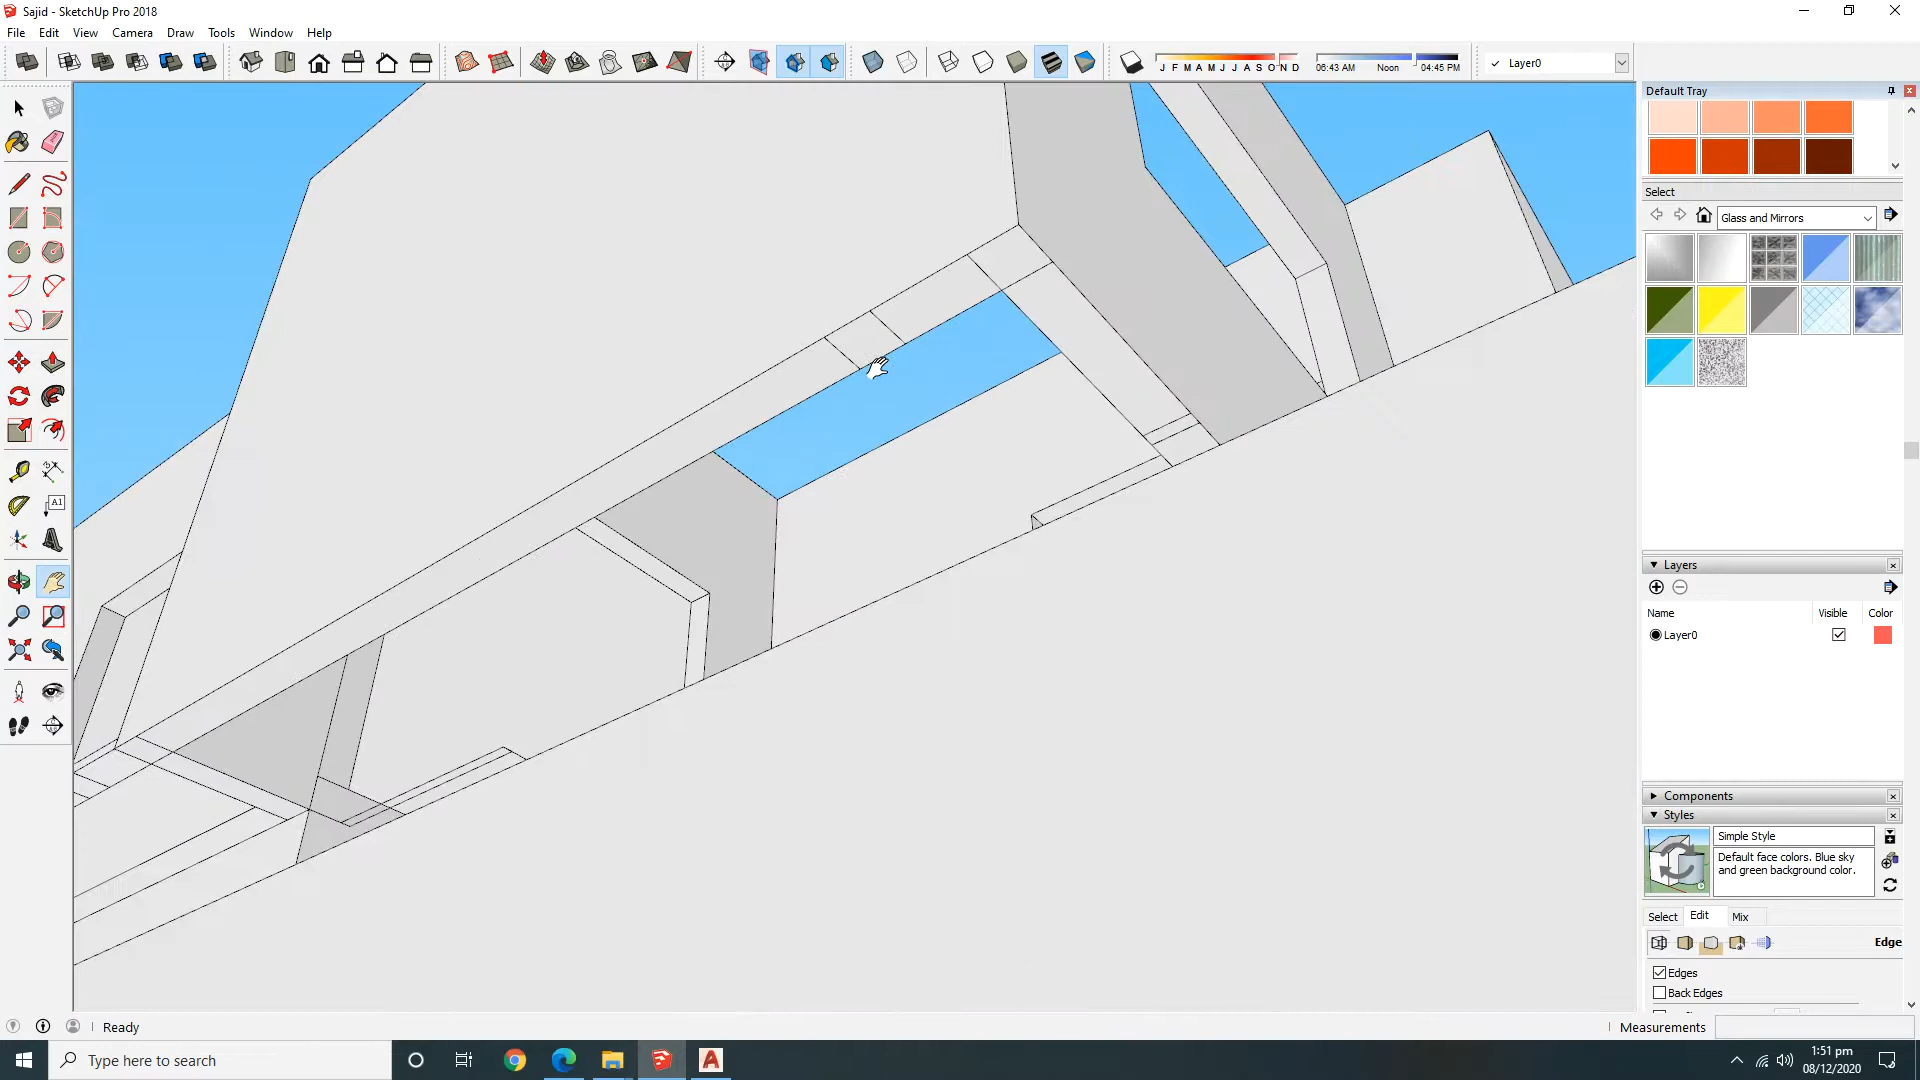 Sajid - SketchUp Pro 2018
File Edit View Camera Draw Tools Window Help
J F M A M J J A S O N D
06:43 AM Noon 04:45 PM
✓ Layer0
Default Tray
Select
Glass and Mirrors
A1
Layers
Name Visible Color
Layer0
Components
Styles
Simple Style
Default face colors. Blue sky
and green background color.
Select Edit Mix
Edge
Edges
Back Edges
Ready
Measurements
Type here to search
A
1:51 pm
08/12/2020